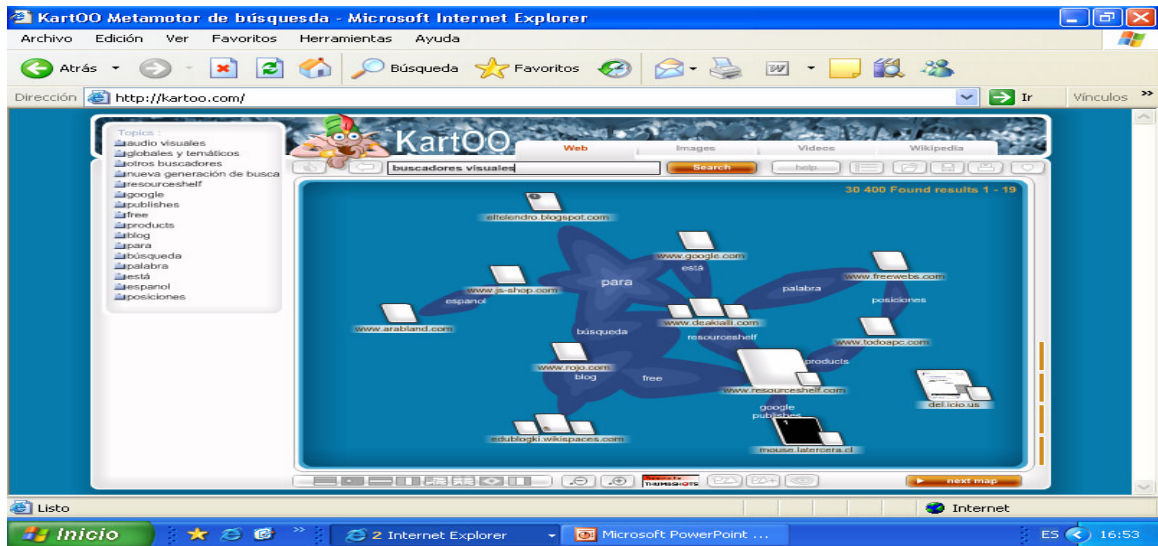 KartOO Metamotor de búsquesda - Microsoft Internet Explorer
Archivo Edición Ver Favoritos Herramientas Ayuda
Atrás Búsqueda Favoritos
Dirección http://kartoo.com/ Ir Vínculos »
Topics :
audio visuales
globales y temáticos
otros buscadores
nueva generación de busca
resourceshelf
google
publishes
free
products
blog
para
búsqueda
palabra
está
espanol
posiciones
KartOO
Web Images Videos Wikipedia
buscadores visuales Search help
30 400 Found results 1 - 19
eltelendro.blogspot.com
www.google.com
está
www.freewebs.com
para
palabra
www.js-shop.com
espanol
posiciones
www.arabland.com
www.deakialli.com
búsqueda
resourceshelf
www.todoapc.com
products
www.rojo.com
blog
free
www.resourceshelf.com
del.icio.us
google
publishes
edublogki.wikispaces.com
mouse.latercera.cl
THUMBSHOTS
next map
Listo Internet
Inicio » 2 Internet Explorer Microsoft PowerPoint ... ES 16:53